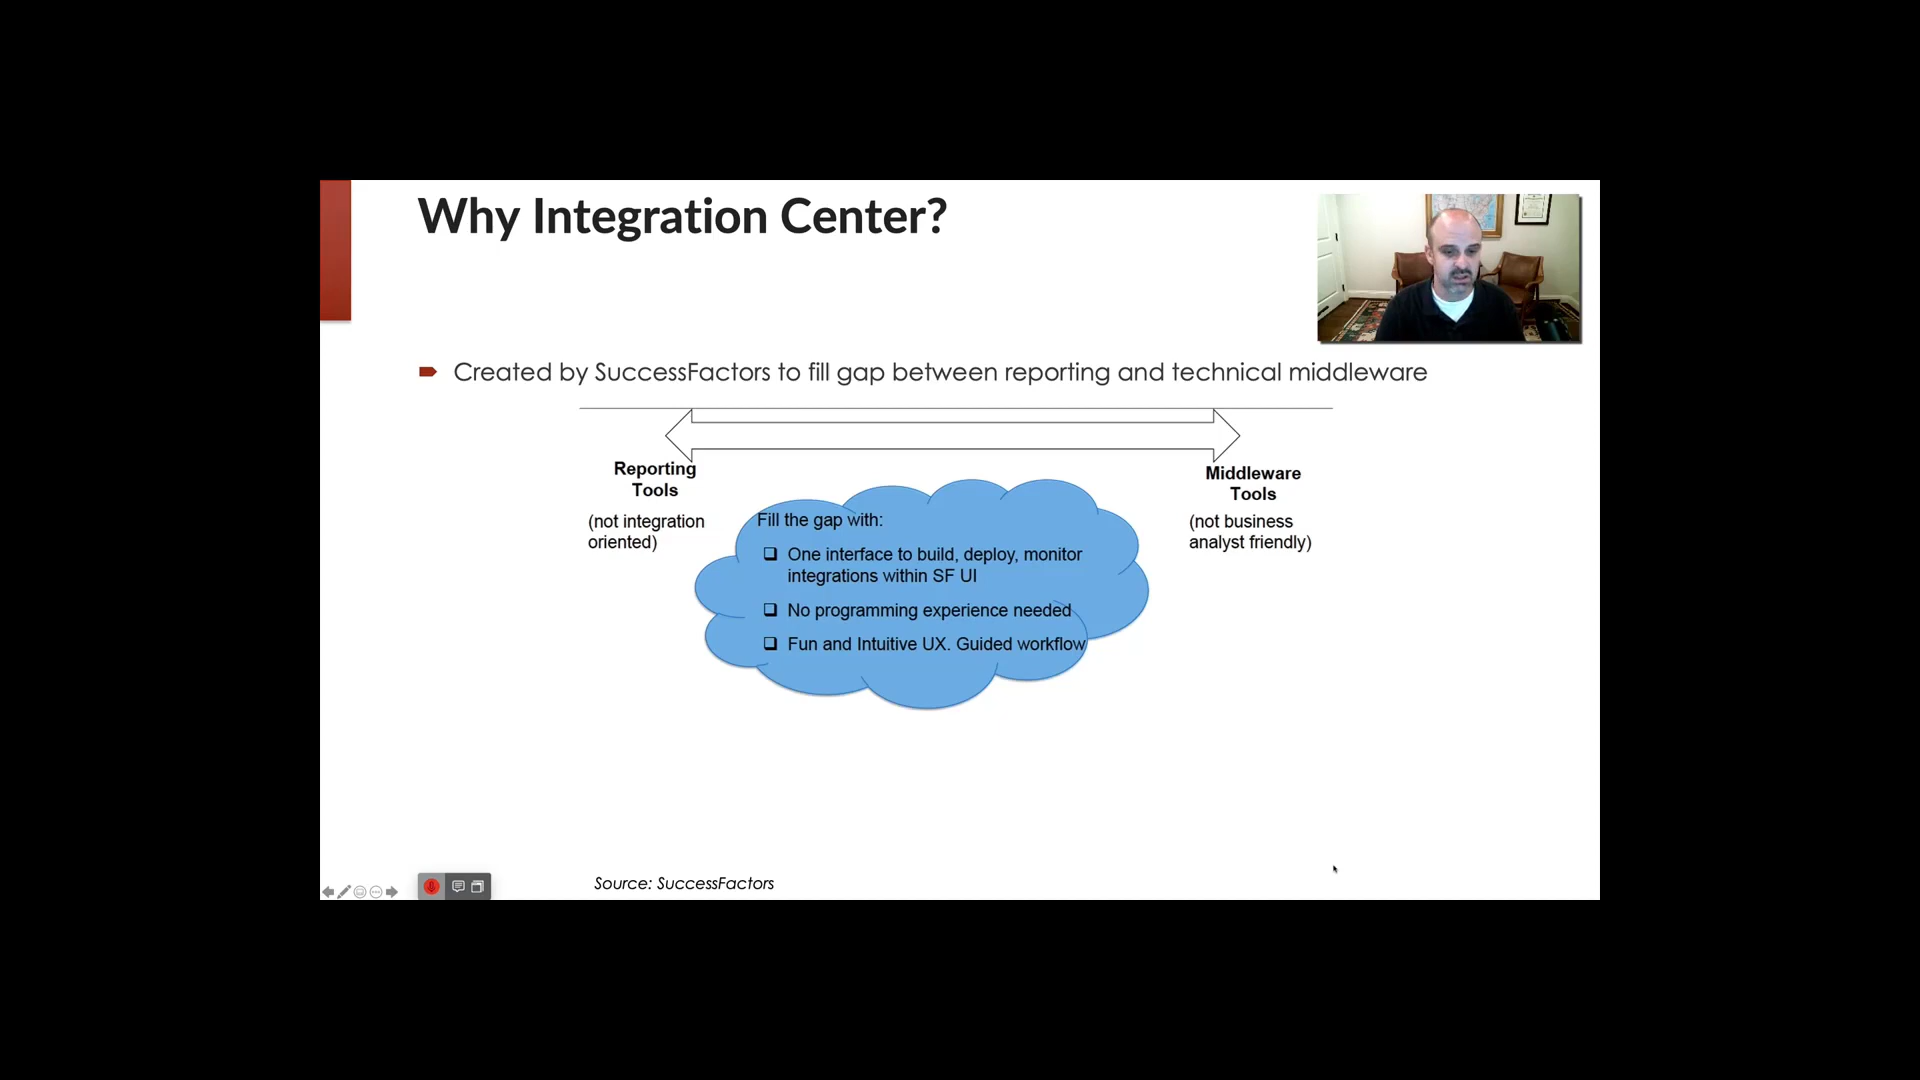 Why Integration Center?
Created by SuccessFactors to fill gap between reporting and technical middleware
Reporting
Tools
(not integration
oriented)
Middleware
Tools
(not business
analyst friendly)
Fill the gap with:
One interface to build, deploy, monitor
integrations within SF UI
No programming experience needed
Fun and Intuitive UX. Guided workflow
Source: SuccessFactors